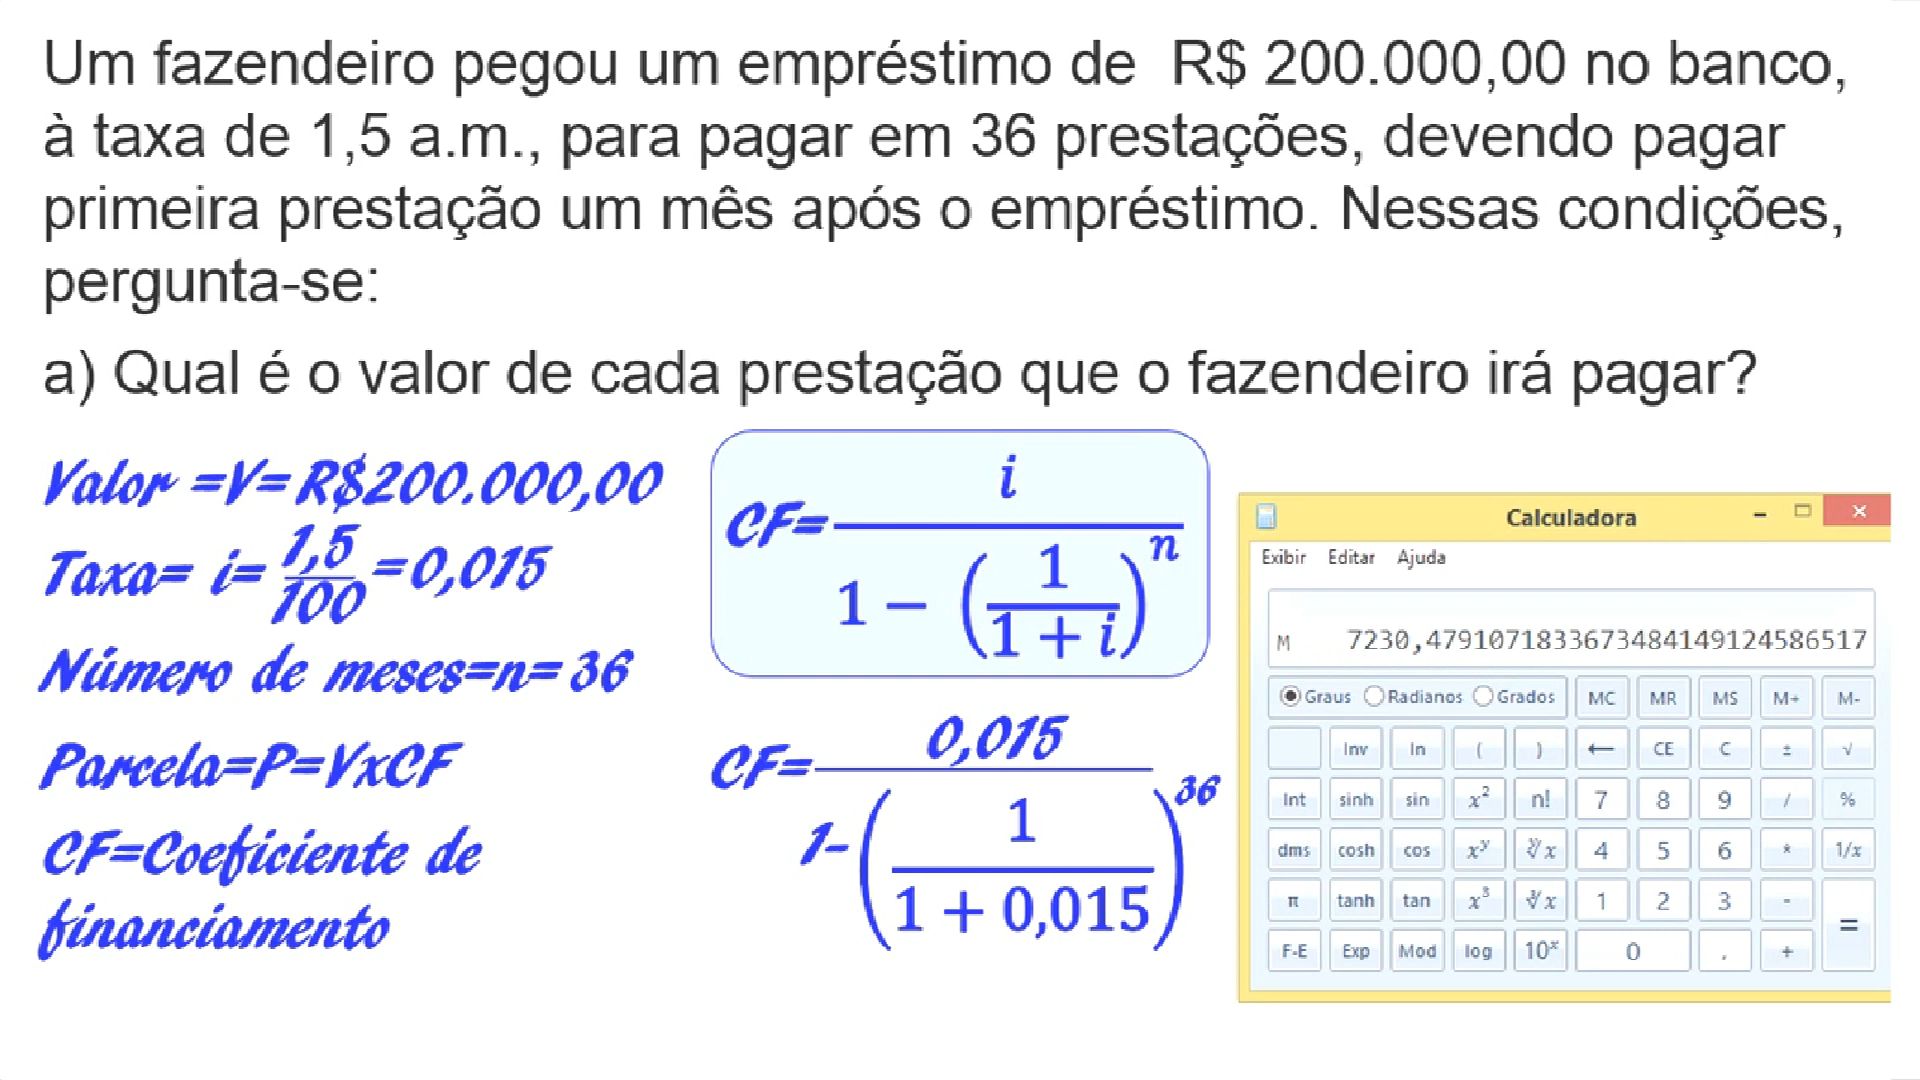 Um fazendeiro pegou um empréstimo de R$ 200.000,00 no banco,
à taxa de 1,5 a.m., para pagar em 36 prestações, devendo pagar
primeira prestação um mês após o empréstimo. Nessas condições,
pergunta-se:
a) Qual é o valor de cada prestação que o fazendeiro irá pagar?
Valor =V= R$200.000,00
Taxa= i= 1,5/100 =0,015
Número de meses=n= 36
Parcela=P=VxCF
CF=Coeficiente de
financiamento
CF= i
1 − (1/(1 + i))^n
CF= 0,015
1- (1/(1 + 0,015))^36
Calculadora
Exibir Editar Ajuda
M 7230,4791071833673484149124586517
Graus Radianos Grados MC MR MS M+ M-
Inv ln ( ) ← CE C ± √
Int sinh sin x² n! 7 8 9 / %
dms cosh cos x^y ʸ√x 4 5 6 * 1/x
π tanh tan x³ ³√x 1 2 3 - =
F-E Exp Mod log 10^x 0 , +